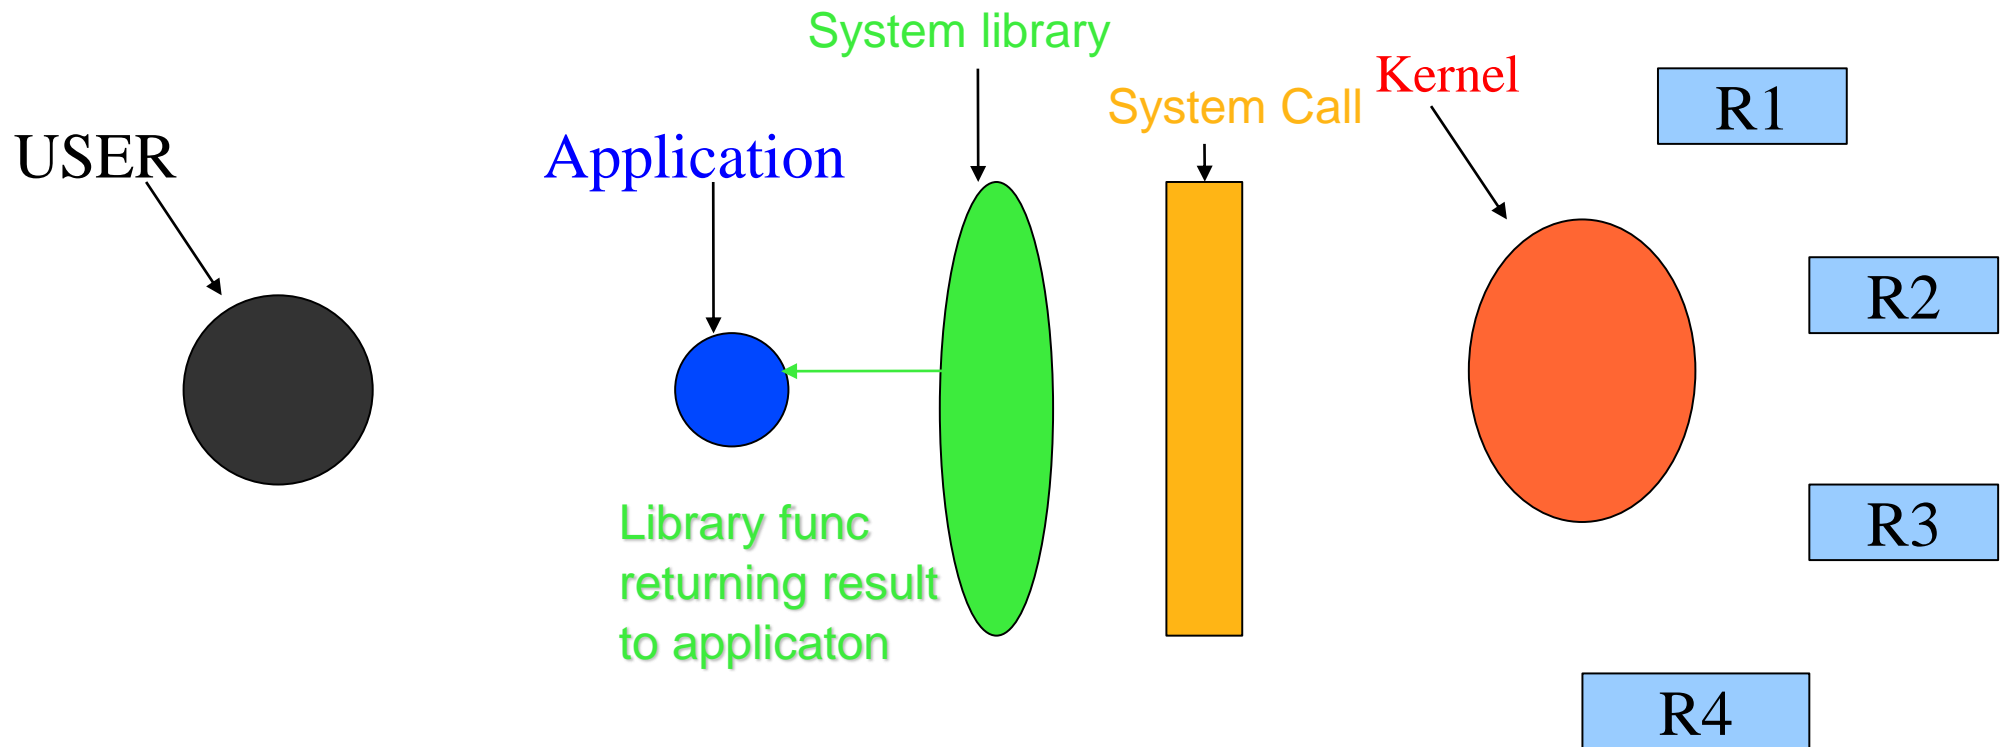 System library
Kernel
System Call
R1
USER
Application
R2
Library func
returning result
to applicaton
R3
R4